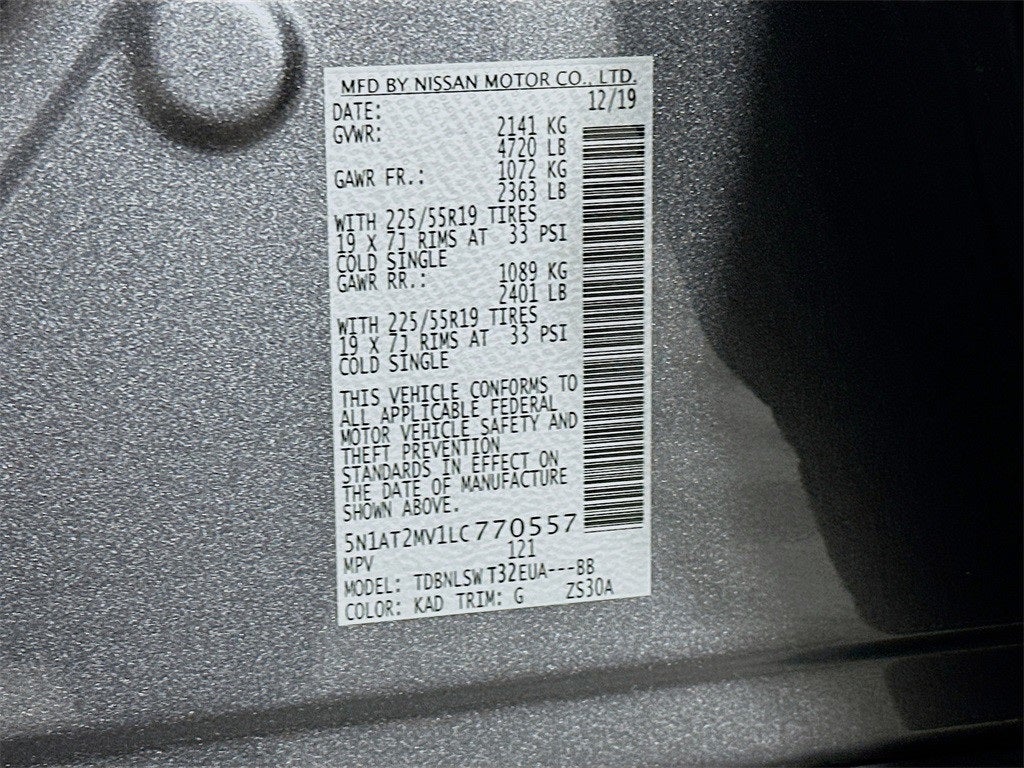 MFD BY NISSAN MOTOR CO., LTD.
DATE: 12/19
GVWR: 2141 KG
4720 LB
GAWR FR.: 1072 KG
2363 LB
WITH 225/55R19 TIRES
19 X 7J RIMS AT 33 PSI
COLD SINGLE
GAWR RR.: 1089 KG
2401 LB
WITH 225/55R19 TIRES
19 X 7J RIMS AT 33 PSI
COLD SINGLE
THIS VEHICLE CONFORMS TO
ALL APPLICABLE FEDERAL
MOTOR VEHICLE SAFETY AND
THEFT PREVENTION
STANDARDS IN EFFECT ON
THE DATE OF MANUFACTURE
SHOWN ABOVE.
5N1AT2MV1LC770557
MPV 121
MODEL: TDBNLSW T32EUA---BB
COLOR: KAD TRIM: G ZS30A